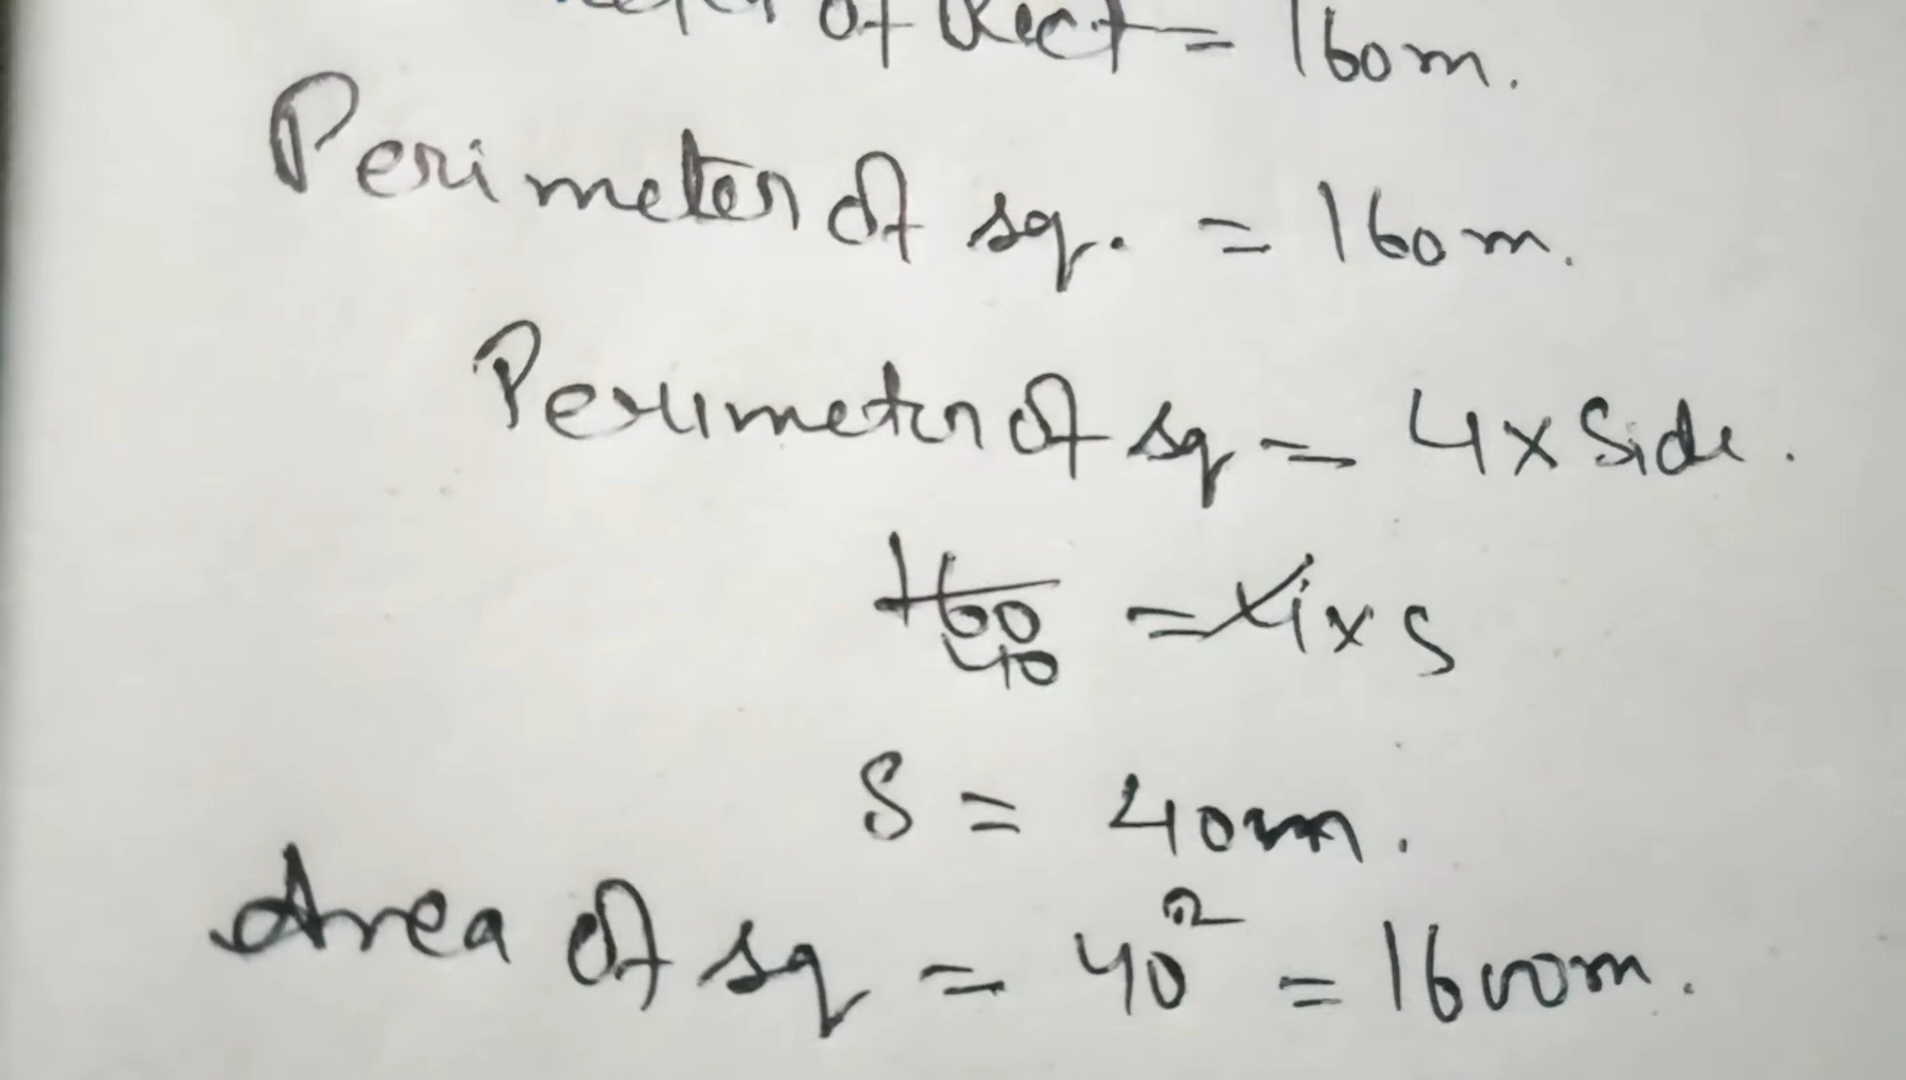 of Rect = 160m.
Perimeter of sq. = 160m.
Perimeter of sq = 4 x Side.
160 = 4 x s
40
S = 40m.
Area of sq = 40² = 1600m.